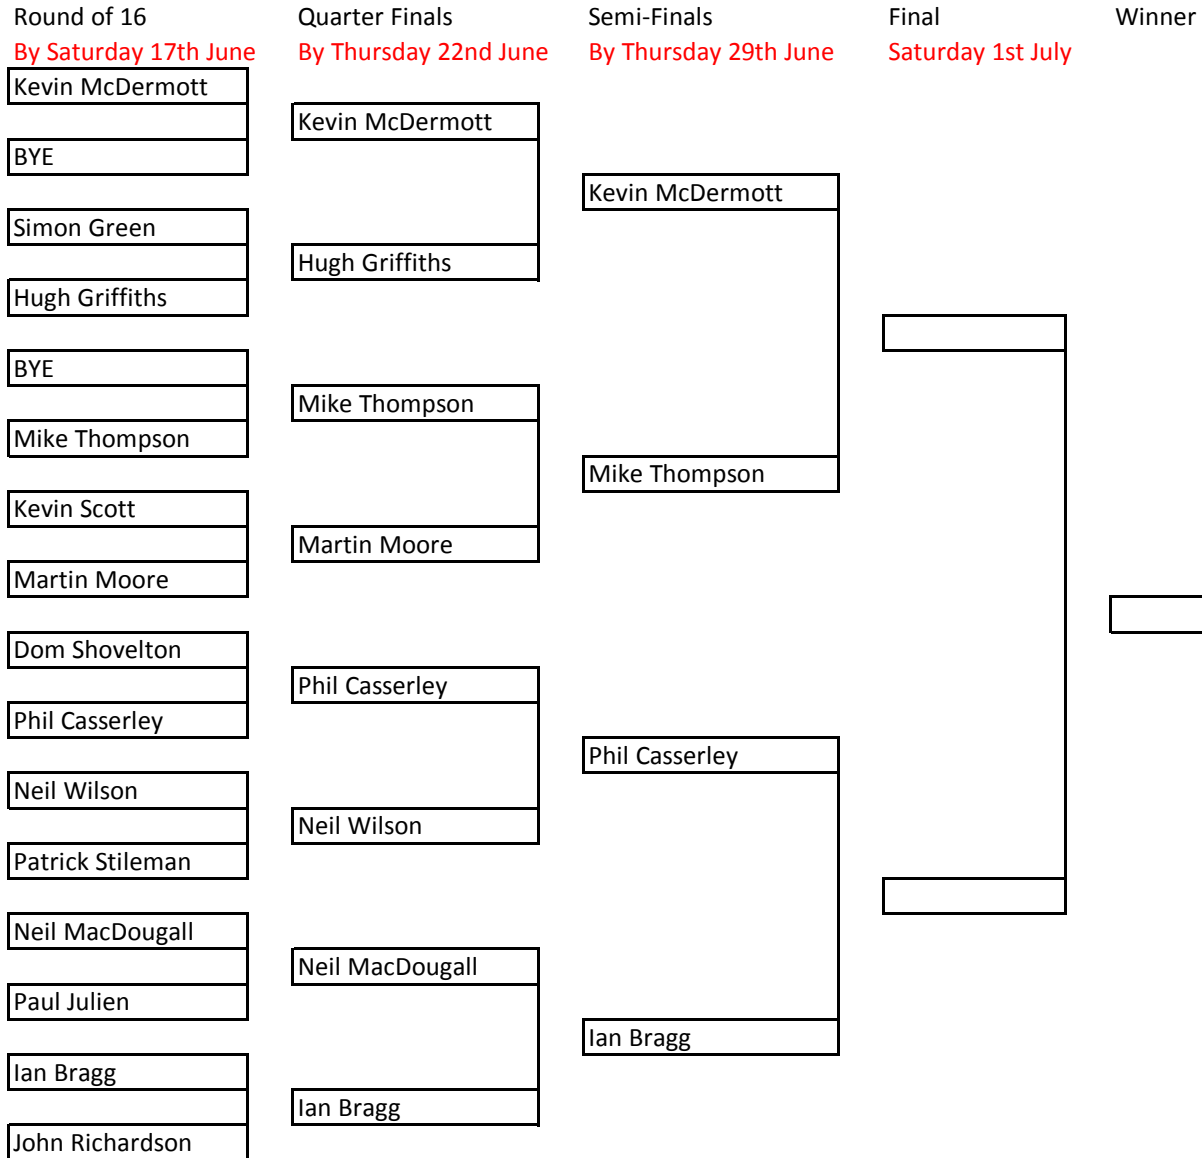 Round of 16
By Saturday 17th June
Kevin McDermott
BYE
Simon Green
Hugh Griffiths
BYE
Mike Thompson
Kevin Scott
Martin Moore
Dom Shovelton
Phil Casserley
Neil Wilson
Patrick Stileman
Neil MacDougall
Paul Julien
Ian Bragg
John Richardson
Quarter Finals
By Thursday 22nd June
Kevin McDermott
Hugh Griffiths
Mike Thompson
Martin Moore
Phil Casserley
Neil Wilson
Neil MacDougall
Ian Bragg
Semi-Finals
By Thursday 29th June
Kevin McDermott
Mike Thompson
Phil Casserley
Ian Bragg
Final
Saturday 1st July
Winner